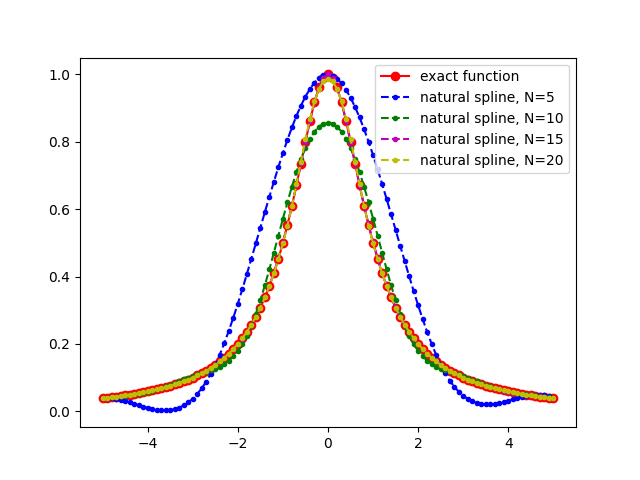 1.0
0.8
0.6
0.4
0.2
0.0
−4
−2
0
2
4
exact function
natural spline, N=5
natural spline, N=10
natural spline, N=15
natural spline, N=20